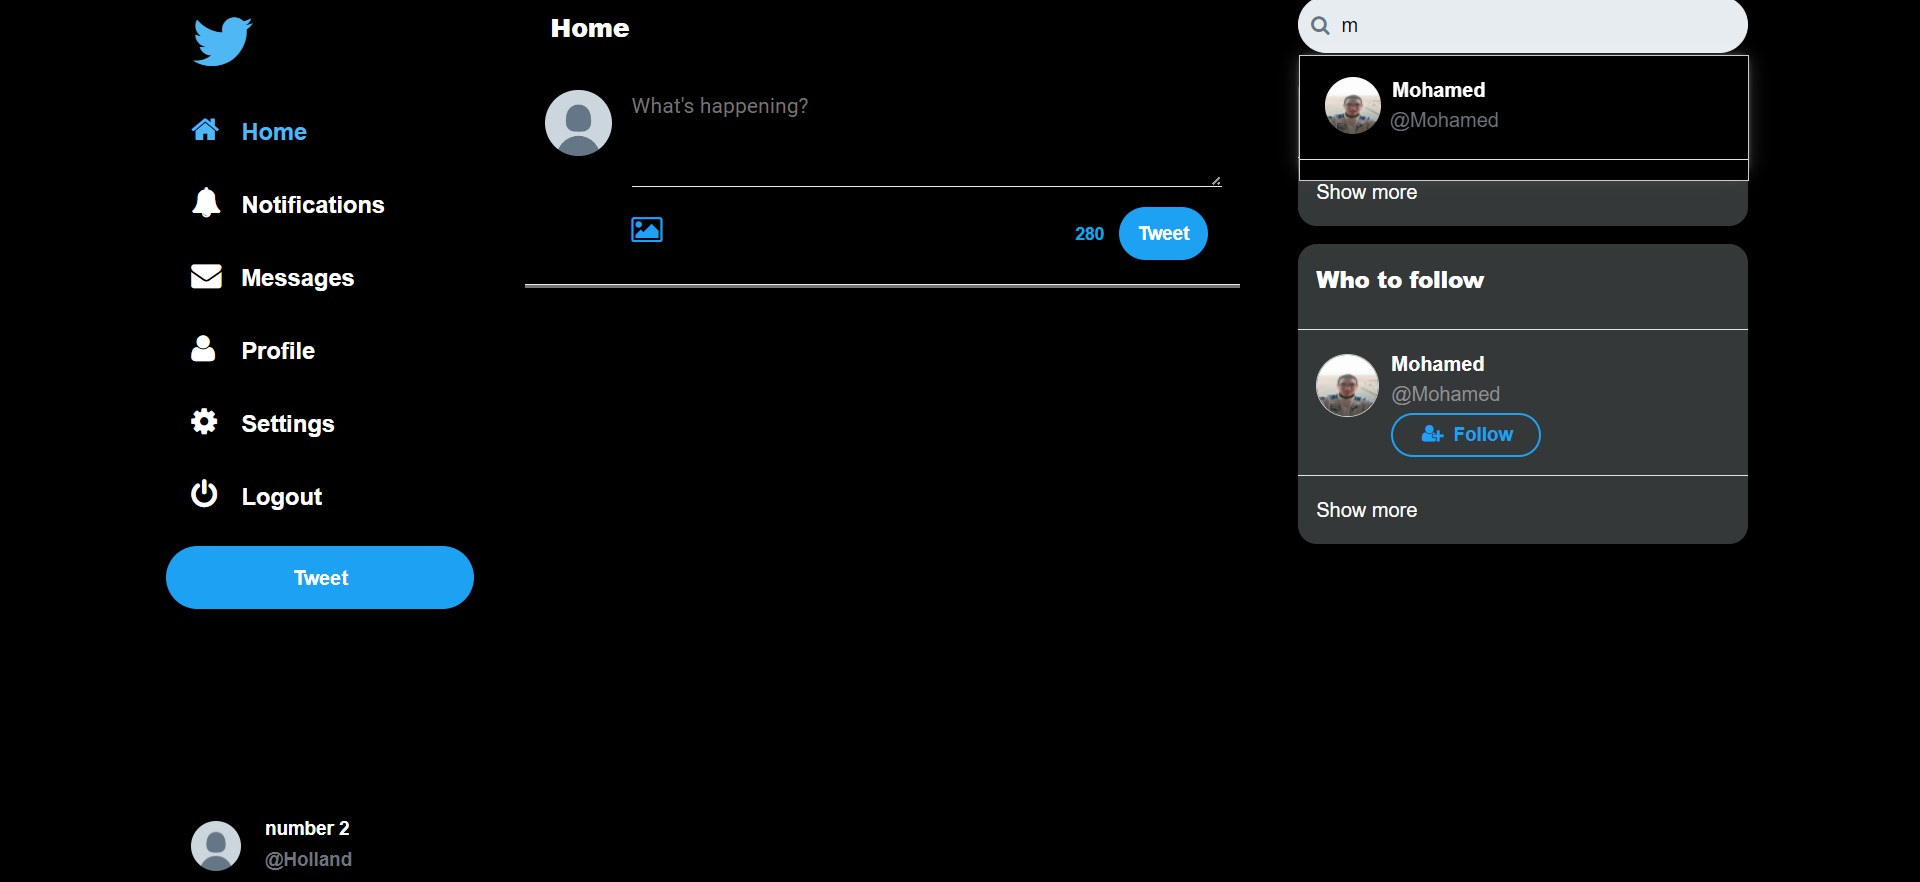 Home
Notifications
Messages
Profile
Settings
Logout
Tweet
number 2
@Holland
Home
What's happening?
280
Tweet
m
Mohamed
@Mohamed
Show more
Who to follow
Mohamed
@Mohamed
Follow
Show more